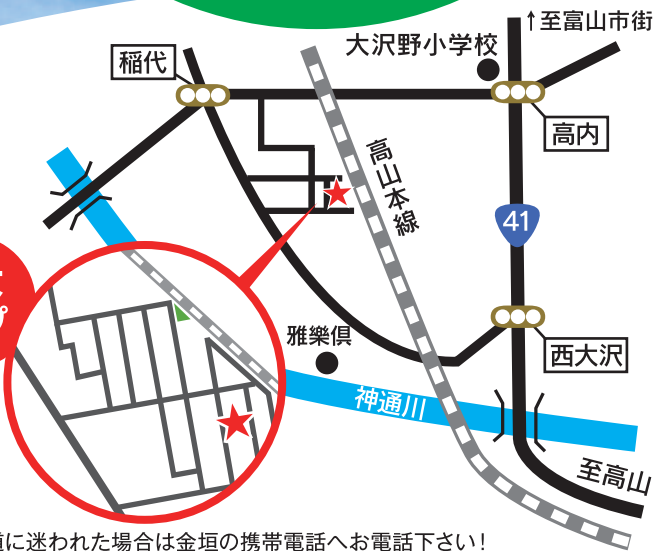 ↑至富山市街
大沢野小学校
稲代
高内
高山本線
41
雅樂倶
西大沢
神通川
至高山
に迷われた場合は金垣の携帯電話へお電話下さい!